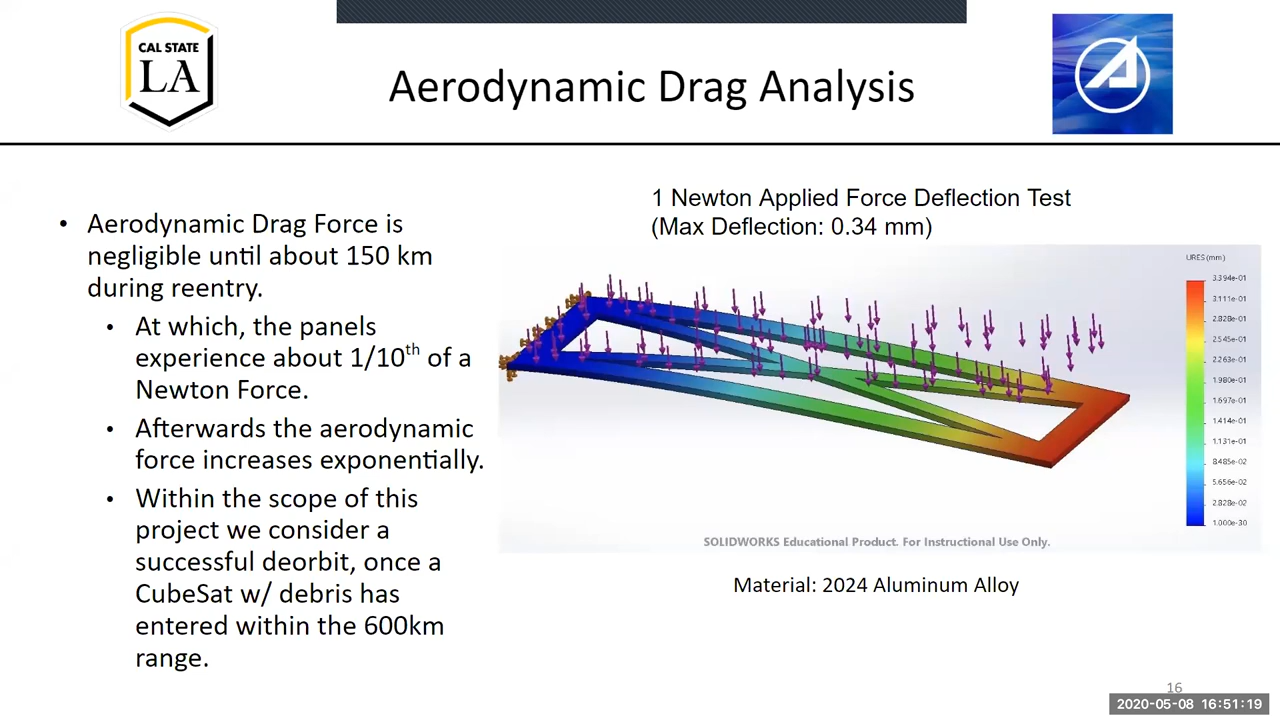 CAL STATE
LA
Aerodynamic Drag Analysis
• Aerodynamic Drag Force is
negligible until about 150 km
during reentry.
• At which, the panels
experience about 1/10th of a
Newton Force.
• Afterwards the aerodynamic
force increases exponentially.
• Within the scope of this
project we consider a
successful deorbit, once a
CubeSat w/ debris has
entered within the 600km
range.
1 Newton Applied Force Deflection Test
(Max Deflection: 0.34 mm)
URES (mm)
3.394e-01
3.111e-01
2.828e-01
2.545e-01
2.263e-01
1.980e-01
1.697e-01
1.414e-01
1.131e-01
8.485e-02
5.656e-02
2.828e-02
1.000e-30
SOLIDWORKS Educational Product. For Instructional Use Only.
Material: 2024 Aluminum Alloy
16
2020-05-08 16:51:19